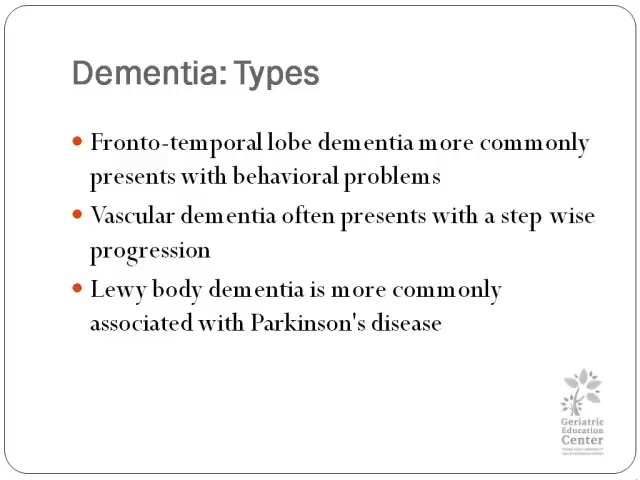 Dementia: Types
• Fronto-temporal lobe dementia more commonly
presents with behavioral problems
• Vascular dementia often presents with a step wise
progression
• Lewy body dementia is more commonly
associated with Parkinson's disease
Geriatric
Education
Center